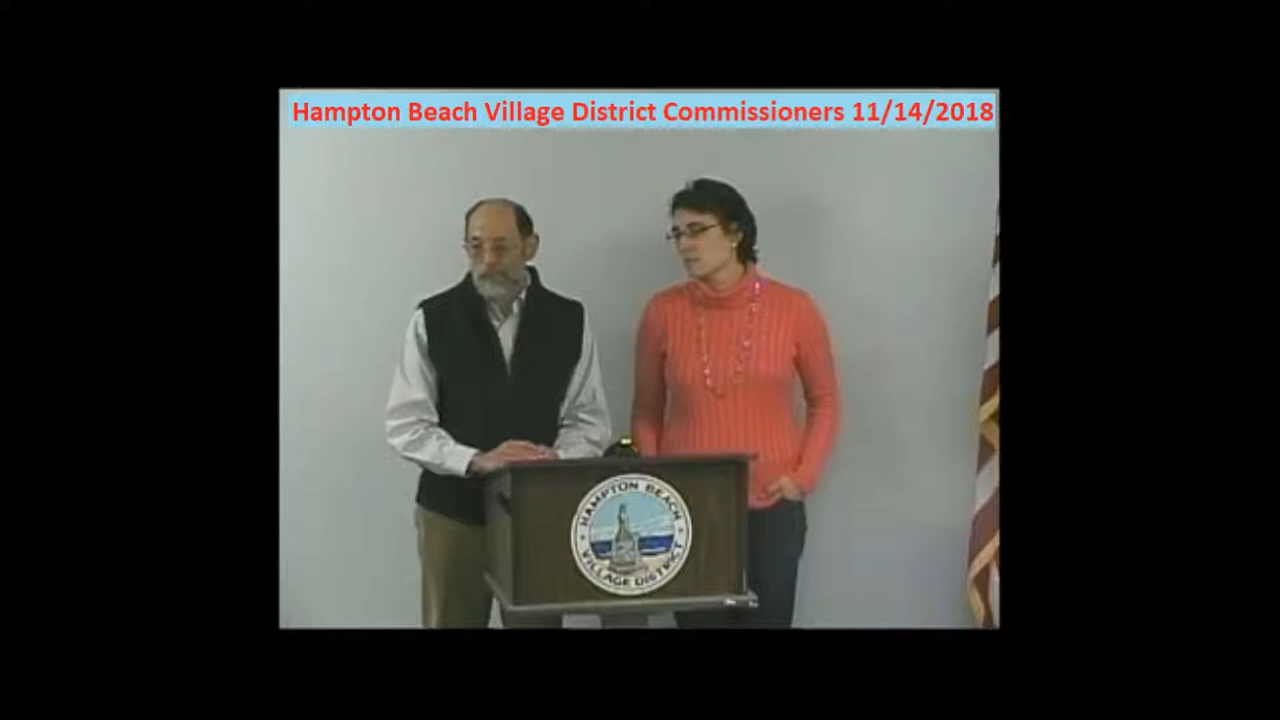 Hampton Beach Village District Commissioners 11/14/2018
HAMPTON BEACH
VILLAGE DISTRICT